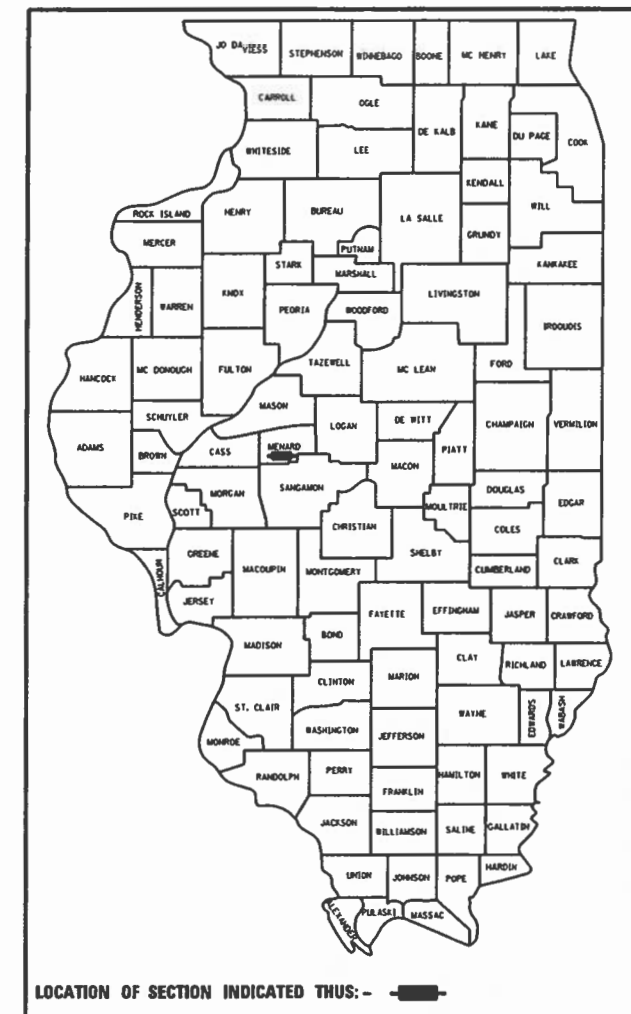 JO DAVIESS STEPHENSON WINNEBAGO BOONE MC HENRY LAKE
CARROLL OGLE DE KALB KANE DU PAGE COOK
WHITESIDE LEE KENDALL WILL
ROCK ISLAND HENRY BUREAU LA SALLE GRUNDY
MERCER PUTNAM KANKAKEE
HENDERSON WARREN KNOX STARK MARSHALL LIVINGSTON
PEORIA WOODFORD IROQUOIS
HANCOCK MC DONOUGH FULTON TAZEWELL MC LEAN FORD
SCHUYLER MASON LOGAN DE WITT CHAMPAIGN VERMILION
ADAMS BROWN CASS MENARD MACON PIATT
PIKE SCOTT MORGAN SANGAMON MOULTRIE DOUGLAS EDGAR
CHRISTIAN COLES
GREENE MACOUPIN MONTGOMERY SHELBY CUMBERLAND CLARK
CALHOUN JERSEY FAYETTE EFFINGHAM JASPER CRAWFORD
MADISON BOND CLAY RICHLAND LAWRENCE
CLINTON MARION
ST. CLAIR WASHINGTON JEFFERSON WAYNE EDWARDS WABASH
MONROE
RANDOLPH PERRY FRANKLIN HAMILTON WHITE
JACKSON WILLIAMSON SALINE GALLATIN
UNION JOHNSON POPE HARDIN
ALEXANDER PULASKI MASSAC
LOCATION OF SECTION INDICATED THUS: -